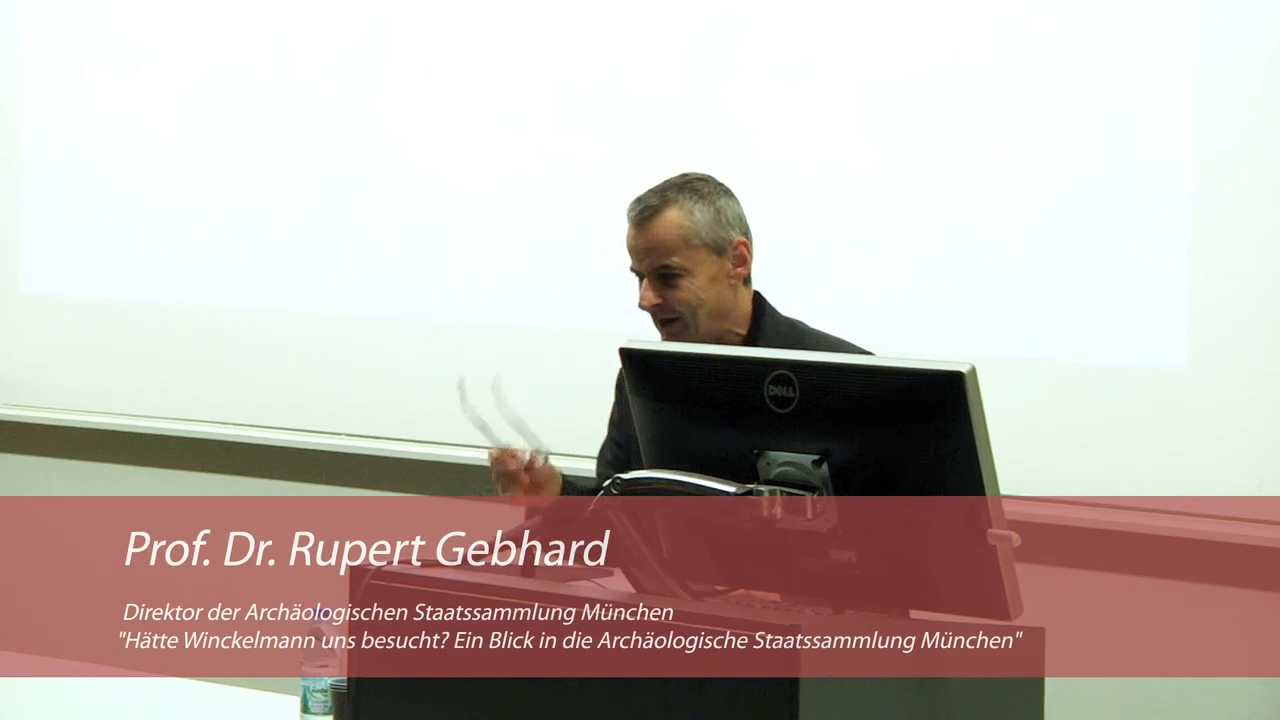 DELL
Prof. Dr. Rupert Gebhard
Direktor der Archäologischen Staatssammlung München
"Hätte Winckelmann uns besucht? Ein Blick in die Archäologische Staatssammlung München"